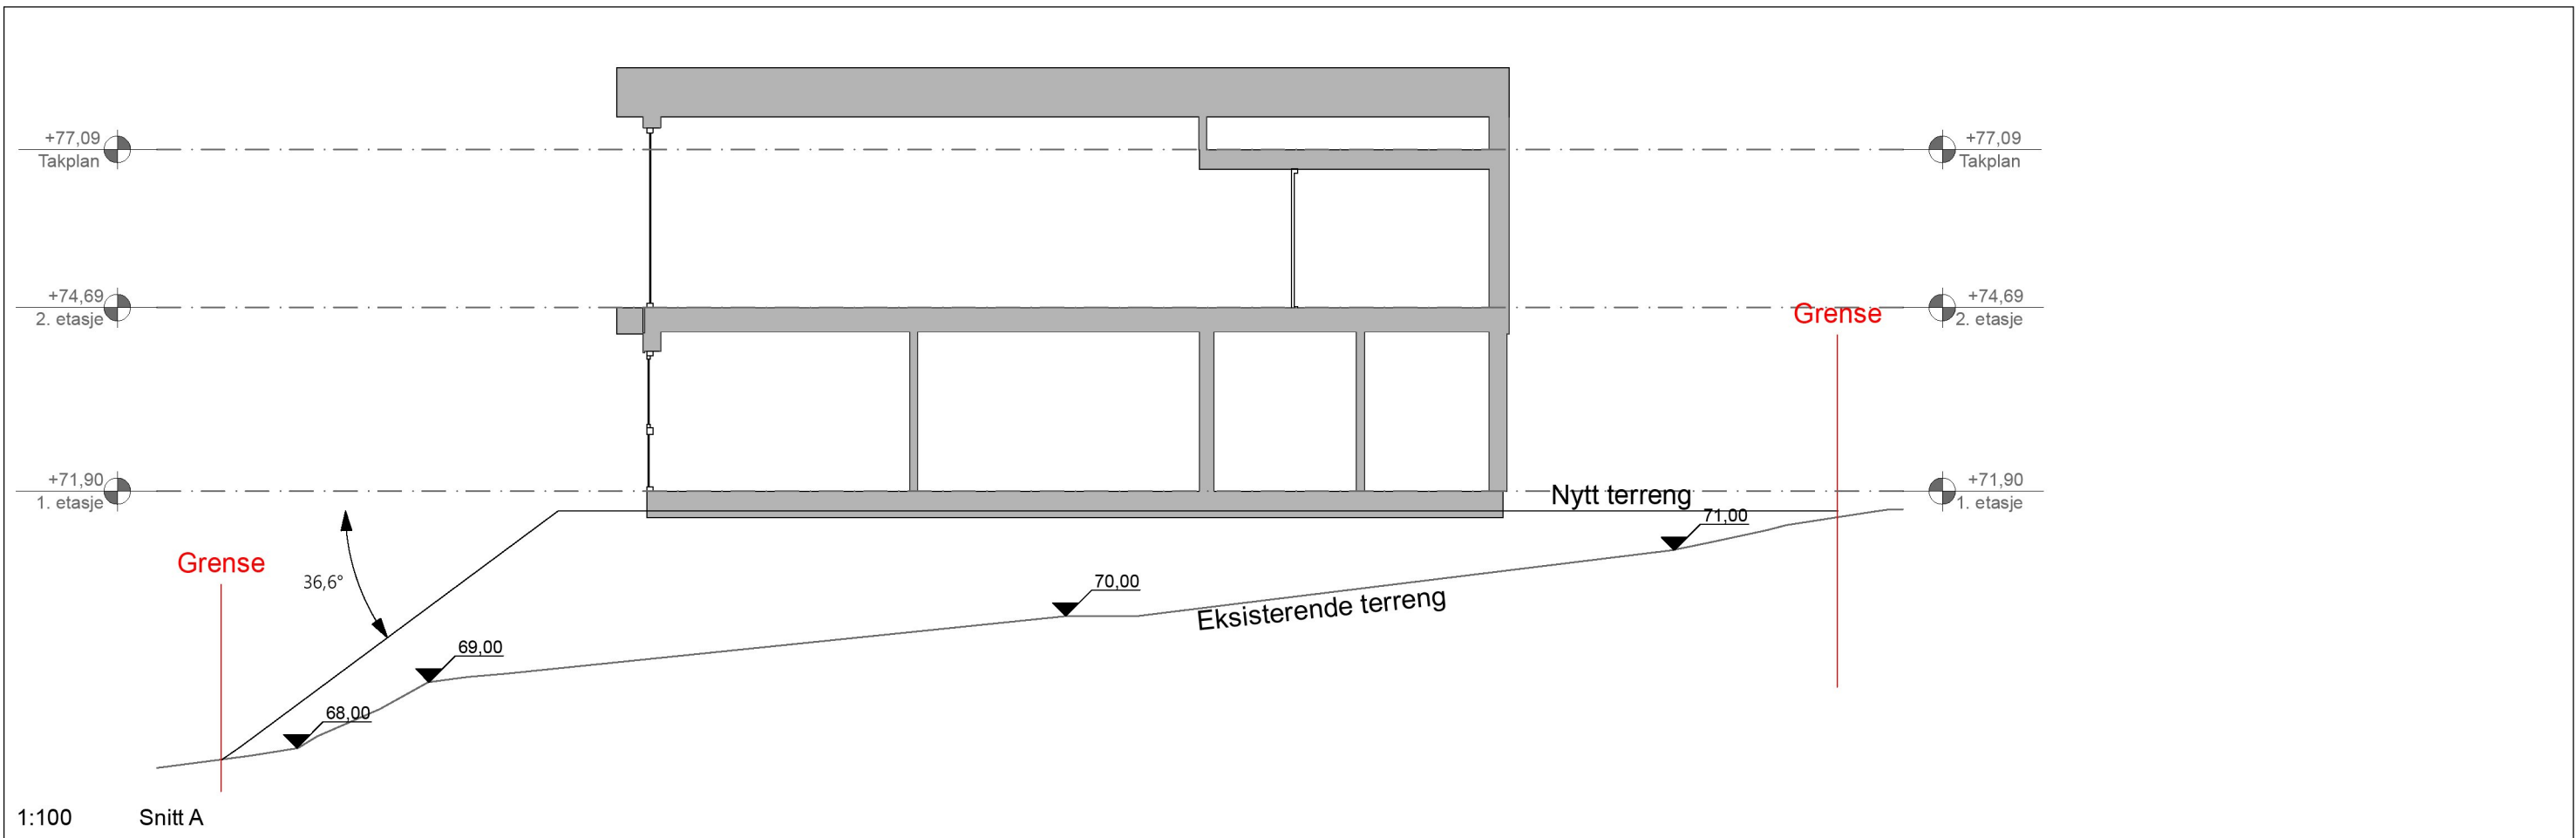 +77,09
Takplan
+77,09
Takplan
+74,69
2. etasje
Grense
+74,69
2. etasje
+71,90
1. etasje
Nytt terreng
+71,90
1. etasje
71,00
Grense
36,6°
70,00
Eksisterende terreng
69,00
68,00
1:100 Snitt A